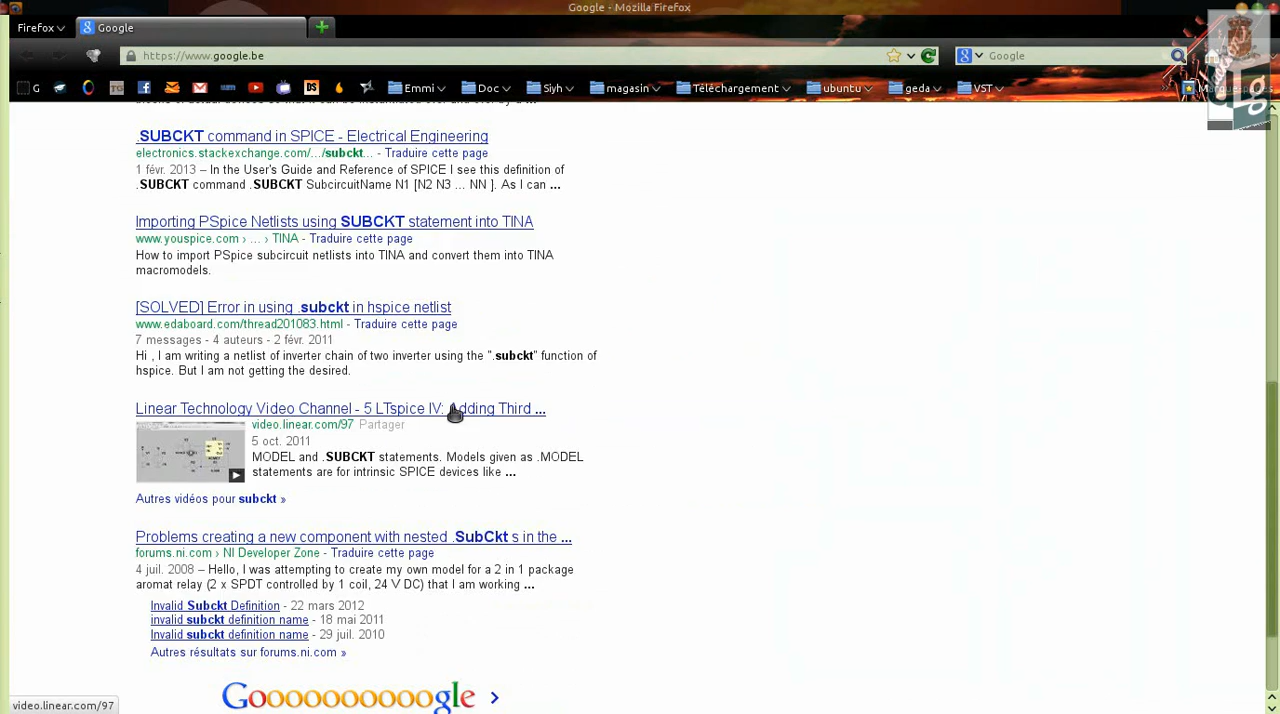 Google - Mozilla Firefox
Firefox
Google
https://www.google.be
Google
G
Emmi
Doc
Siyh
magasin
Téléchargement
ubuntu
geda
VST
.SUBCKT command in SPICE - Electrical Engineering
electronics.stackexchange.com/.../subckt... - Traduire cette page
1 févr. 2013 – In the User's Guide and Reference of SPICE I see this definition of
.SUBCKT command .SUBCKT SubcircuitName N1 [N2 N3 ... NN ]. As I can ...
Importing PSpice Netlists using SUBCKT statement into TINA
www.youspice.com › ... › TINA - Traduire cette page
How to import PSpice subcircuit netlists into TINA and convert them into TINA
macromodels.
[SOLVED] Error in using .subckt in hspice netlist
www.edaboard.com/thread201083.html - Traduire cette page
7 messages - 4 auteurs - 2 févr. 2011
Hi , I am writing a netlist of inverter chain of two inverter using the ".subckt" function of
hspice. But I am not getting the desired.
Linear Technology Video Channel - 5 LTspice IV: Adding Third ...
video.linear.com/97 Partager
5 oct. 2011
MODEL and .SUBCKT statements. Models given as .MODEL
statements are for intrinsic SPICE devices like ...
Autres vidéos pour subckt »
Problems creating a new component with nested .SubCkt s in the ...
forums.ni.com › NI Developer Zone - Traduire cette page
4 juil. 2008 – Hello, I was attempting to create my own model for a 2 in 1 package
aromat relay (2 x SPDT controlled by 1 coil, 24 V DC) that I am working ...
Invalid Subckt Definition - 22 mars 2012
invalid subckt definition name - 18 mai 2011
Invalid subckt definition name - 29 juil. 2010
Autres résultats sur forums.ni.com »
Goooooooooogle
video.linear.com/97